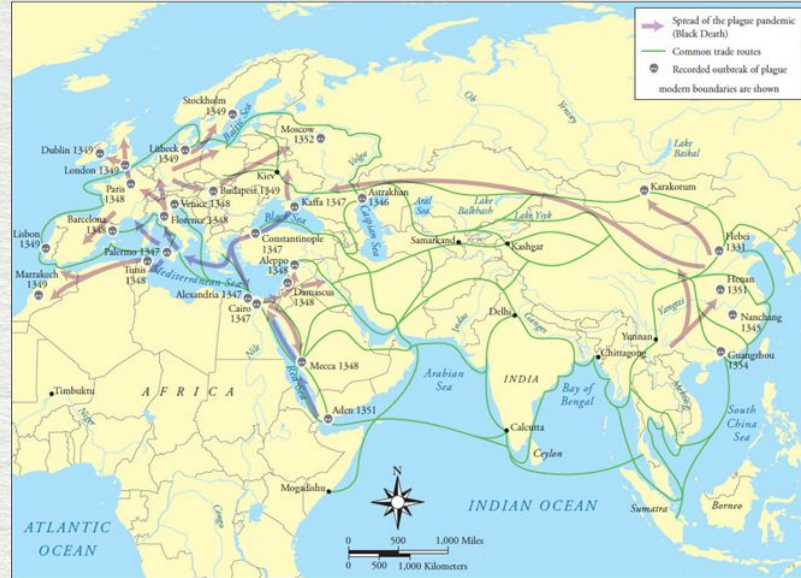 Spread of the plague pandemic
(Black Death)
Common trade routes
Recorded outbreak of plague
modern boundaries are shown
Stockholm
1349
Baltic Sea
Moscow
1352
Ob
Yenisey
Lake
Baikal
Dublin 1349
Lübeck
1349
London 1349
Volga
Kiev
Paris
1348
Budapest 1349
Astrakhan
1346
Aral
Sea
Lake
Balkhash
Karakorum
Venice 1348
Kaffa 1347
Lake Ysyk
Florence 1348
Barcelona
1348
Black Sea
Caspian Sea
Hebei
1331
Lisbon
1349
Constantinople
1347
Samarkand
Kashgar
Palermo 1347
Aleppo
1348
Marrakech
1349
Tunis
1348
Mediterranean Sea
Damascus
1348
Henan
1351
Alexandria 1347
Cairo
1347
Yangtze
Nanchang
1345
Indus
Delhi
Ganges
Nile
Yunnan
Chittagong
Guangzhou
1354
Mecca 1348
Red Sea
Arabian
Sea
INDIA
Bay of
Bengal
Mekong
Timbuktu
AFRICA
Niger
Aden 1351
South
China
Sea
Calcutta
Ceylon
Mogadishu
N
Congo
INDIAN OCEAN
Sumatra
Borneo
ATLANTIC
OCEAN
0 500 1,000 Miles
0 500 1,000 Kilometers